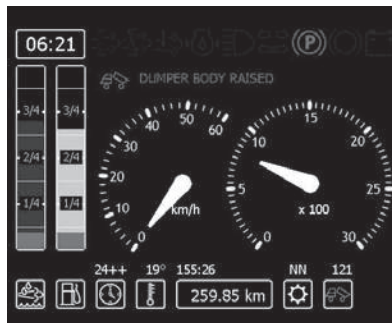 06:21
(P)
DUMPER BODY RAISED
3/4 3/4
2/4 2/4
1/4 1/4
0 10 20 30 40 50 60
km/h
0 5 10 15 20 25 30
x 100
24++ 19° 155:26 NN 121
259.85 km